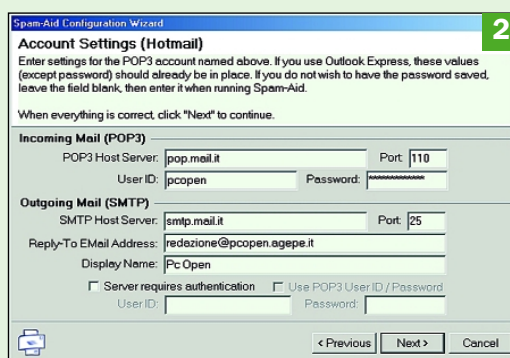 Spam-Aid Configuration Wizard
2
Account Settings (Hotmail)
Enter settings for the POP3 account named above. If you use Outlook Express, these values
(except password) should already be in place. If you do not wish to have the password saved,
leave the field blank, then enter it when running Spam-Aid.
When everything is correct, click "Next" to continue.
Incoming Mail (POP3)
POP3 Host Server: pop.mail.it Port: 110
User ID: pcopen Password: *************
Outgoing Mail (SMTP)
SMTP Host Server: smtp.mail.it Port: 25
Reply-To EMail Address: redazione@pcopen.agepe.it
Display Name: Pc Open
Server requires authentication Use POP3 User ID / Password
User ID: Password:
< Previous Next > Cancel